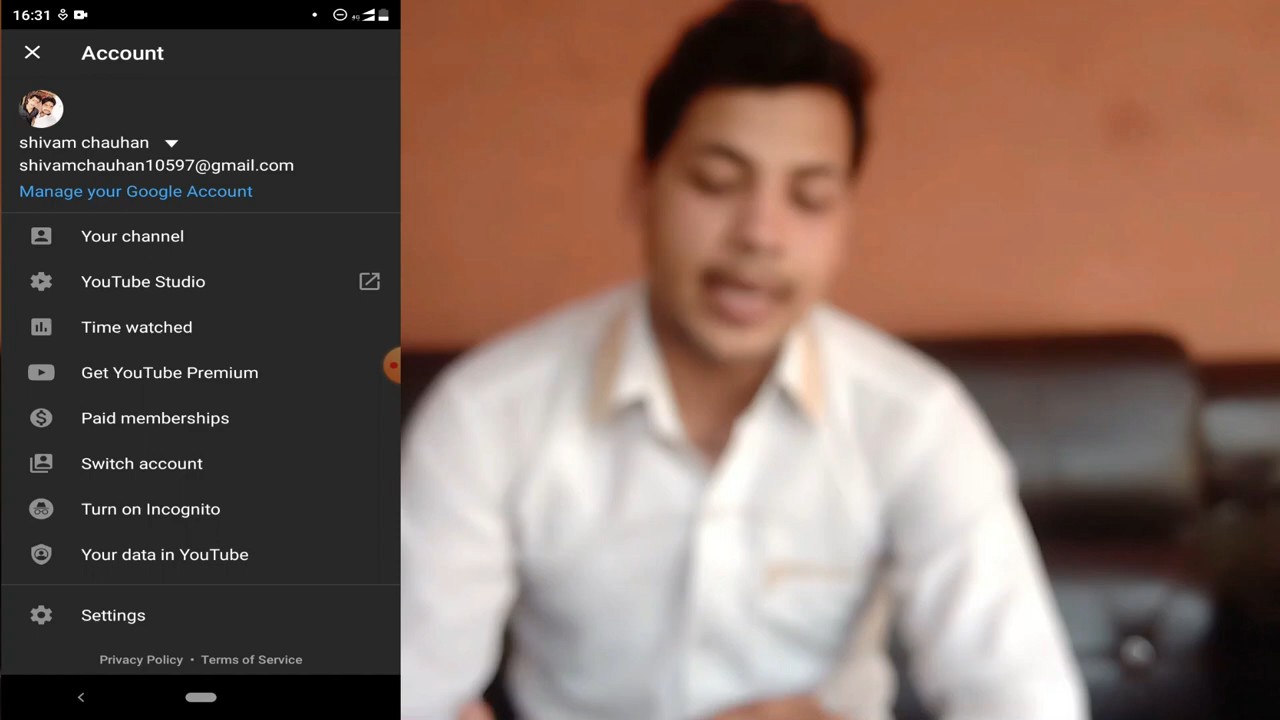 16:31
4G
Account
shivam chauhan
shivamchauhan10597@gmail.com
Manage your Google Account
Your channel
YouTube Studio
Time watched
Get YouTube Premium
Paid memberships
Switch account
Turn on Incognito
Your data in YouTube
Settings
Privacy Policy • Terms of Service